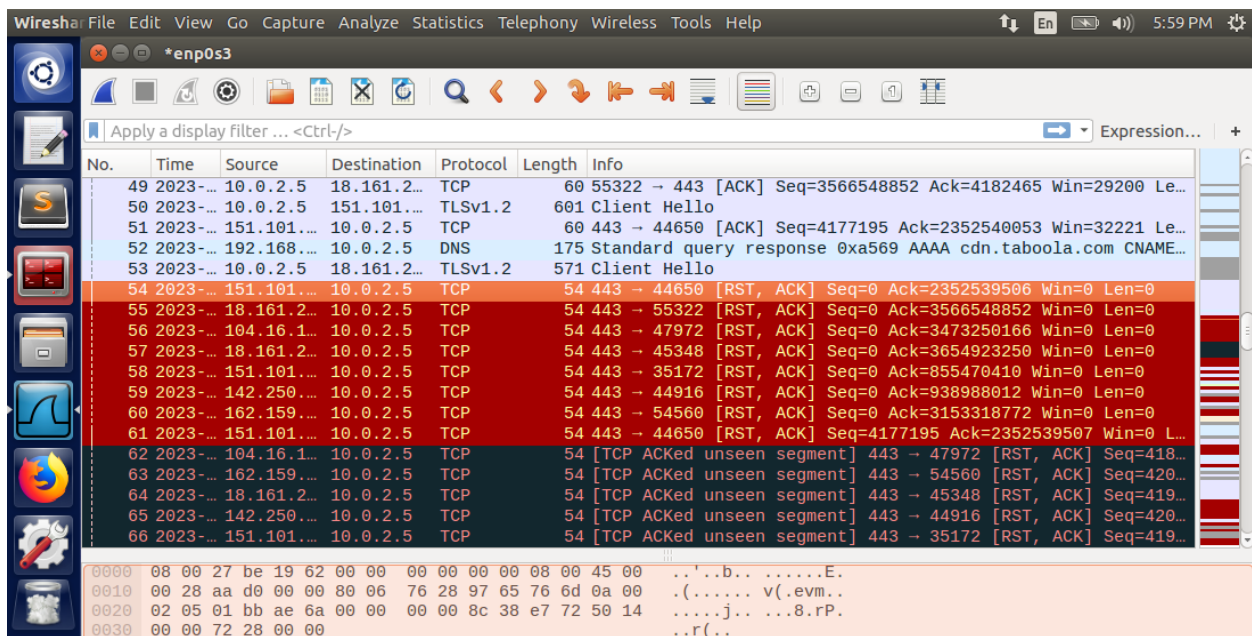 Wireshar File Edit View Go Capture Analyze Statistics Telephony Wireless Tools Help En 5:59 PM
*enp0s3
Apply a display filter … <Ctrl-/> Expression… +
No. Time Source Destination Protocol Length Info
49 2023-… 10.0.2.5 18.161.2… TCP 60 55322 → 443 [ACK] Seq=3566548852 Ack=4182465 Win=29200 Le…
50 2023-… 10.0.2.5 151.101.… TLSv1.2 601 Client Hello
51 2023-… 151.101.… 10.0.2.5 TCP 60 443 → 44650 [ACK] Seq=4177195 Ack=2352540053 Win=32221 Le…
52 2023-… 192.168.… 10.0.2.5 DNS 175 Standard query response 0xa569 AAAA cdn.taboola.com CNAME…
53 2023-… 10.0.2.5 18.161.2… TLSv1.2 571 Client Hello
54 2023-… 151.101.… 10.0.2.5 TCP 54 443 → 44650 [RST, ACK] Seq=0 Ack=2352539506 Win=0 Len=0
55 2023-… 18.161.2… 10.0.2.5 TCP 54 443 → 55322 [RST, ACK] Seq=0 Ack=3566548852 Win=0 Len=0
56 2023-… 104.16.1… 10.0.2.5 TCP 54 443 → 47972 [RST, ACK] Seq=0 Ack=3473250166 Win=0 Len=0
57 2023-… 18.161.2… 10.0.2.5 TCP 54 443 → 45348 [RST, ACK] Seq=0 Ack=3654923250 Win=0 Len=0
58 2023-… 151.101.… 10.0.2.5 TCP 54 443 → 35172 [RST, ACK] Seq=0 Ack=855470410 Win=0 Len=0
59 2023-… 142.250.… 10.0.2.5 TCP 54 443 → 44916 [RST, ACK] Seq=0 Ack=938988012 Win=0 Len=0
60 2023-… 162.159.… 10.0.2.5 TCP 54 443 → 54560 [RST, ACK] Seq=0 Ack=3153318772 Win=0 Len=0
61 2023-… 151.101.… 10.0.2.5 TCP 54 443 → 44650 [RST, ACK] Seq=4177195 Ack=2352539507 Win=0 L…
62 2023-… 104.16.1… 10.0.2.5 TCP 54 [TCP ACKed unseen segment] 443 → 47972 [RST, ACK] Seq=418…
63 2023-… 162.159.… 10.0.2.5 TCP 54 [TCP ACKed unseen segment] 443 → 54560 [RST, ACK] Seq=420…
64 2023-… 18.161.2… 10.0.2.5 TCP 54 [TCP ACKed unseen segment] 443 → 45348 [RST, ACK] Seq=419…
65 2023-… 142.250.… 10.0.2.5 TCP 54 [TCP ACKed unseen segment] 443 → 44916 [RST, ACK] Seq=420…
66 2023-… 151.101.… 10.0.2.5 TCP 54 [TCP ACKed unseen segment] 443 → 35172 [RST, ACK] Seq=419…
0000 08 00 27 be 19 62 00 00 00 00 00 00 08 00 45 00 ..'..b.. ......E.
0010 00 28 aa d0 00 00 80 06 76 28 97 65 76 6d 0a 00 .(...... v(.evm..
0020 02 05 01 bb ae 6a 00 00 00 00 8c 38 e7 72 50 14 .....j.. ...8.rP.
0030 00 00 72 28 00 00 ..r(..